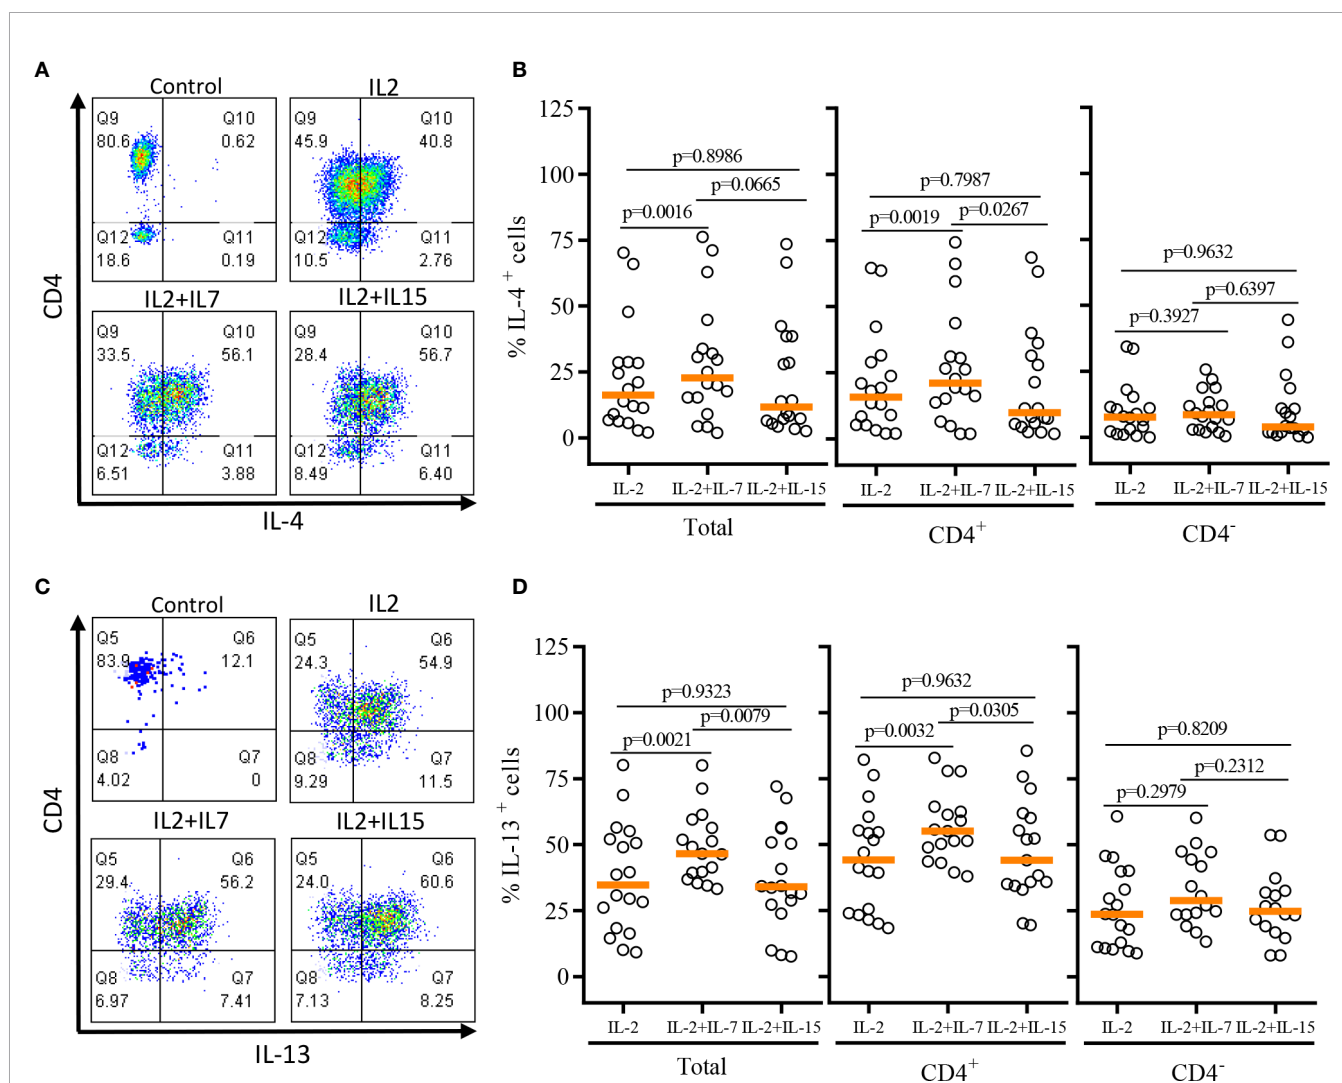 A
Control
IL2
Q9
80.6
Q10
0.62
Q12
18.6
Q11
0.19
Q9
45.9
Q10
40.8
Q12
10.5
Q11
2.76
IL2+IL7
IL2+IL15
Q9
33.5
Q10
56.1
Q12
6.51
Q11
3.88
Q9
28.4
Q10
56.7
Q12
8.49
Q11
6.40
CD4
IL-4
B
% IL-4 + cells
125
100
75
50
25
0
p=0.8986
p=0.0665
p=0.0016
p=0.7987
p=0.0019
p=0.0267
p=0.9632
p=0.6397
p=0.3927
IL-2 IL-2+IL-7 IL-2+IL-15
Total
IL-2 IL-2+IL-7 IL-2+IL-15
CD4+
IL-2 IL-2+IL-7 IL-2+IL-15
CD4-
C
Control
IL2
Q5
83.9
Q6
12.1
Q8
4.02
Q7
0
Q5
24.3
Q6
54.9
Q8
9.29
Q7
11.5
IL2+IL7
IL2+IL15
Q5
29.4
Q6
56.2
Q8
6.97
Q7
7.41
Q5
24.0
Q6
60.6
Q8
7.13
Q7
8.25
CD4
IL-13
D
% IL-13 + cells
125
100
75
50
25
0
p=0.9323
p=0.0079
p=0.0021
p=0.9632
p=0.0305
p=0.0032
p=0.8209
p=0.2312
p=0.2979
IL-2 IL-2+IL-7 IL-2+IL-15
Total
IL-2 IL-2+IL-7 IL-2+IL-15
CD4+
IL-2 IL-2+IL-7 IL-2+IL-15
CD4-